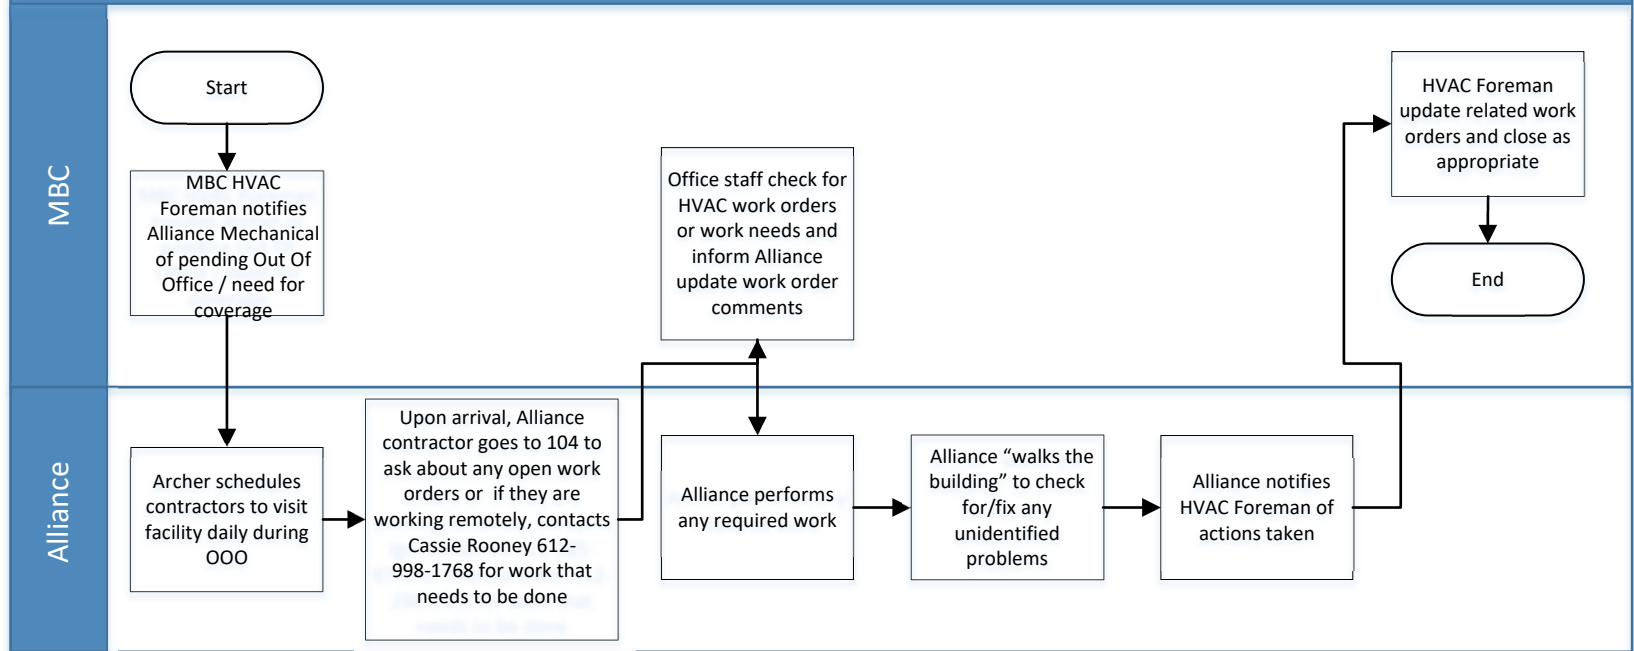 MBC
Start
MBC HVAC
Foreman notifies
Alliance Mechanical
of pending Out Of
Office / need for
coverage
Office staff check for
HVAC work orders
or work needs and
inform Alliance
update work order
comments
HVAC Foreman
update related work
orders and close as
appropriate
End
Alliance
Archer schedules
contractors to visit
facility daily during
OOO
Upon arrival, Alliance
contractor goes to 104 to
ask about any open work
orders or if they are
working remotely, contacts
Cassie Rooney 612-
998-1768 for work that
needs to be done
Alliance performs
any required work
Alliance “walks the
building” to check
for/fix any
unidentified
problems
Alliance notifies
HVAC Foreman of
actions taken